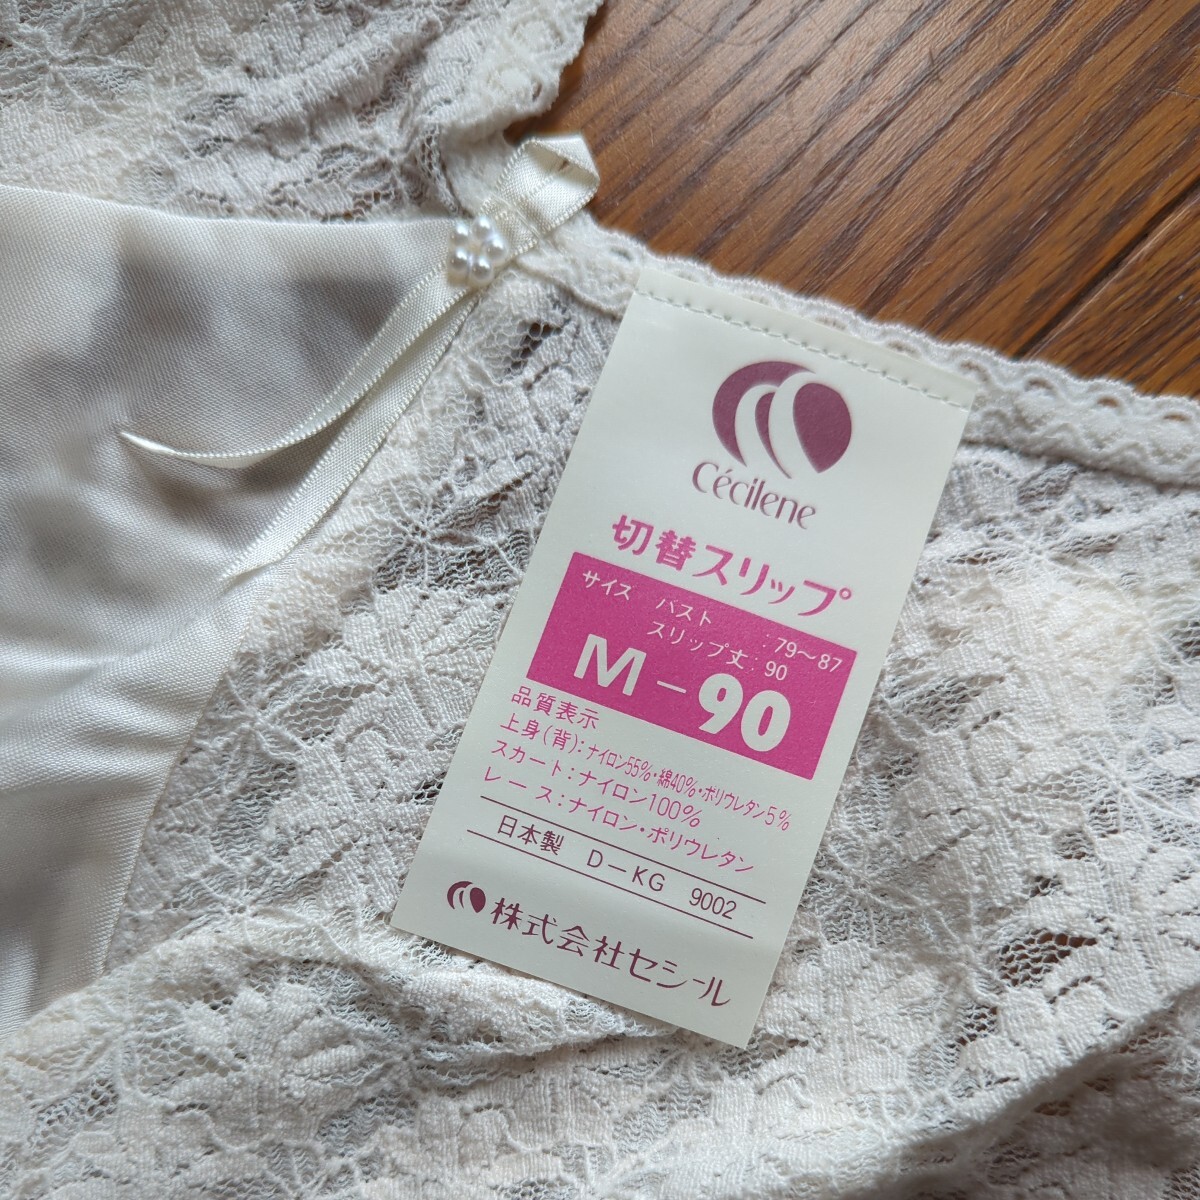 Cécilene
切替スリップ
サイズ バスト :79〜87
スリップ丈:90
M-90
品質表示
上身(背):ナイロン55%・綿40%・ポリウレタン5%
スカート:ナイロン100%
レース:ナイロン・ポリウレタン
日本製 D-KG 9002
株式会社セシール